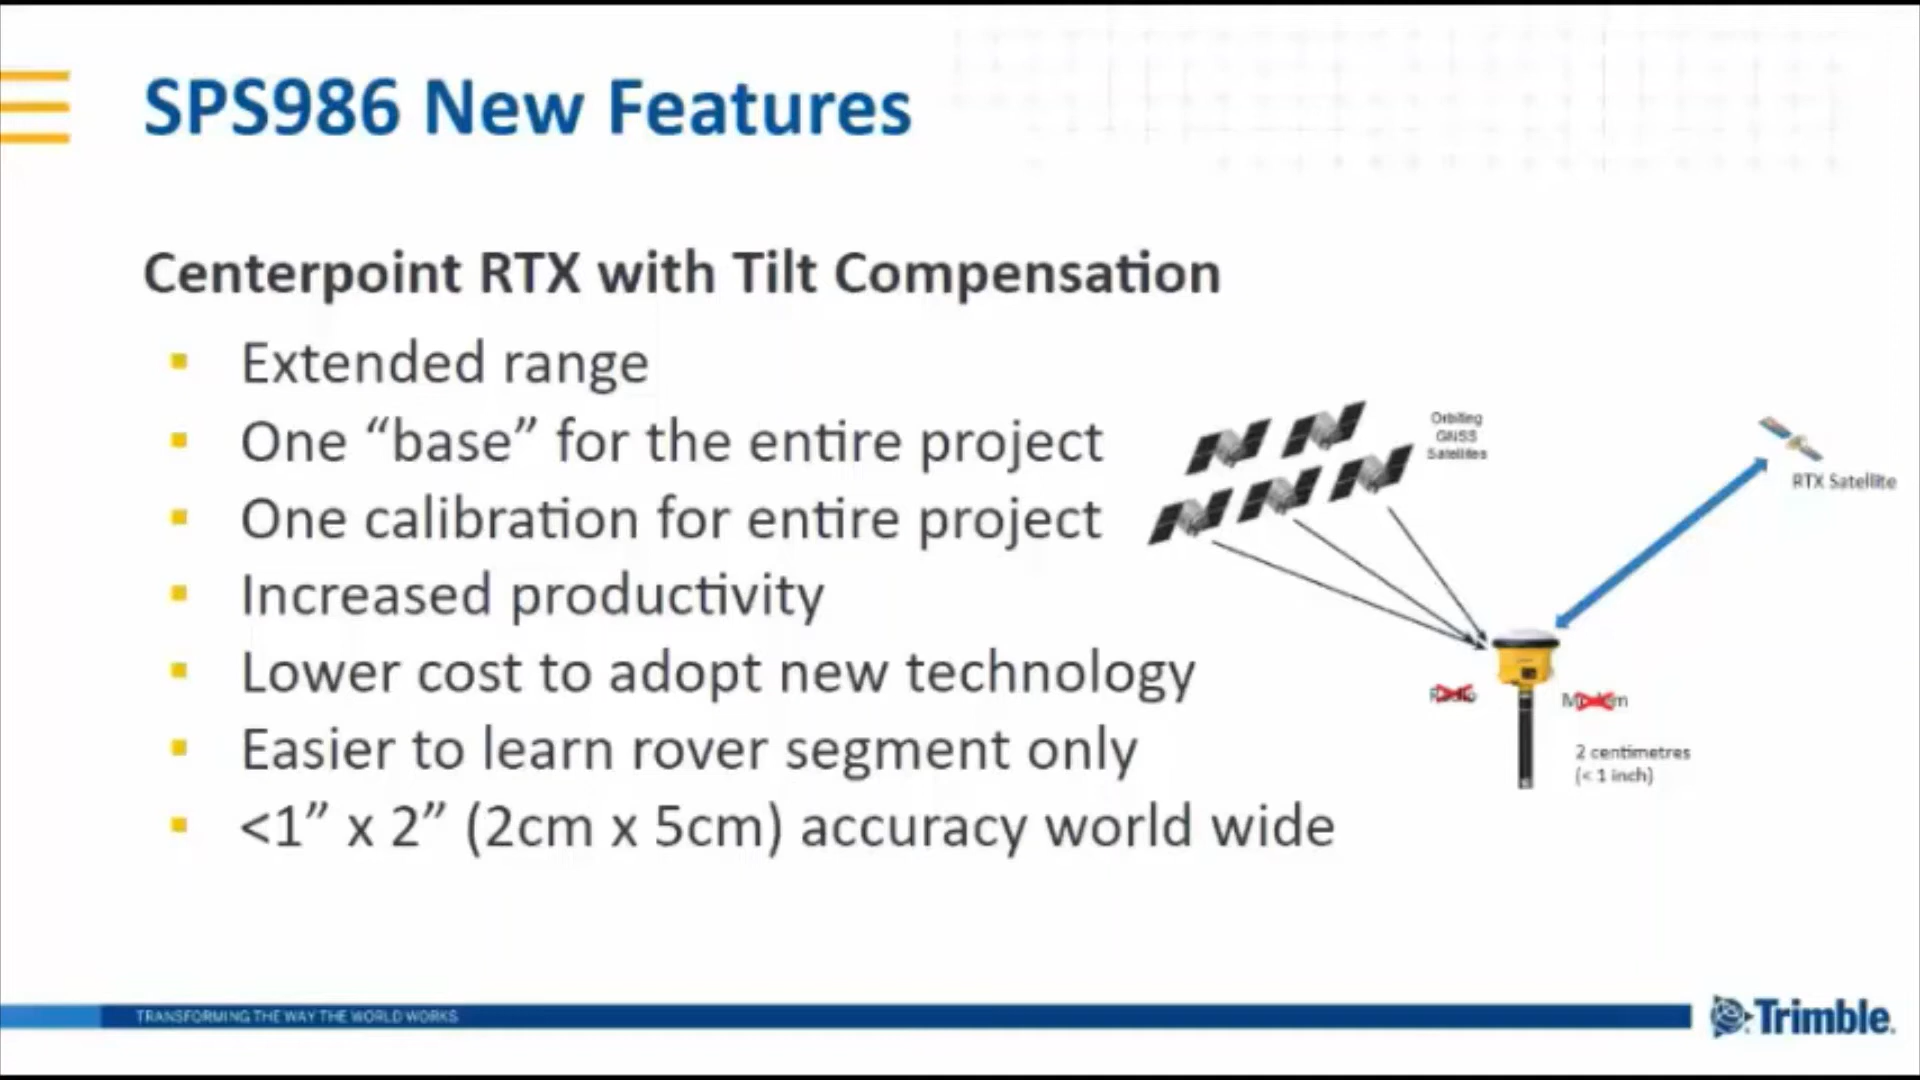 SPS986 New Features
Centerpoint RTX with Tilt Compensation
Extended range
One “base” for the entire project
One calibration for entire project
Increased productivity
Lower cost to adopt new technology
Easier to learn rover segment only
<1” x 2” (2cm x 5cm) accuracy world wide
Orbiting
GNSS
Satellites
RTX Satellite
Radio
Modem
2 centimetres
(< 1 inch)
TRANSFORMING THE WAY THE WORLD WORKS
Trimble.